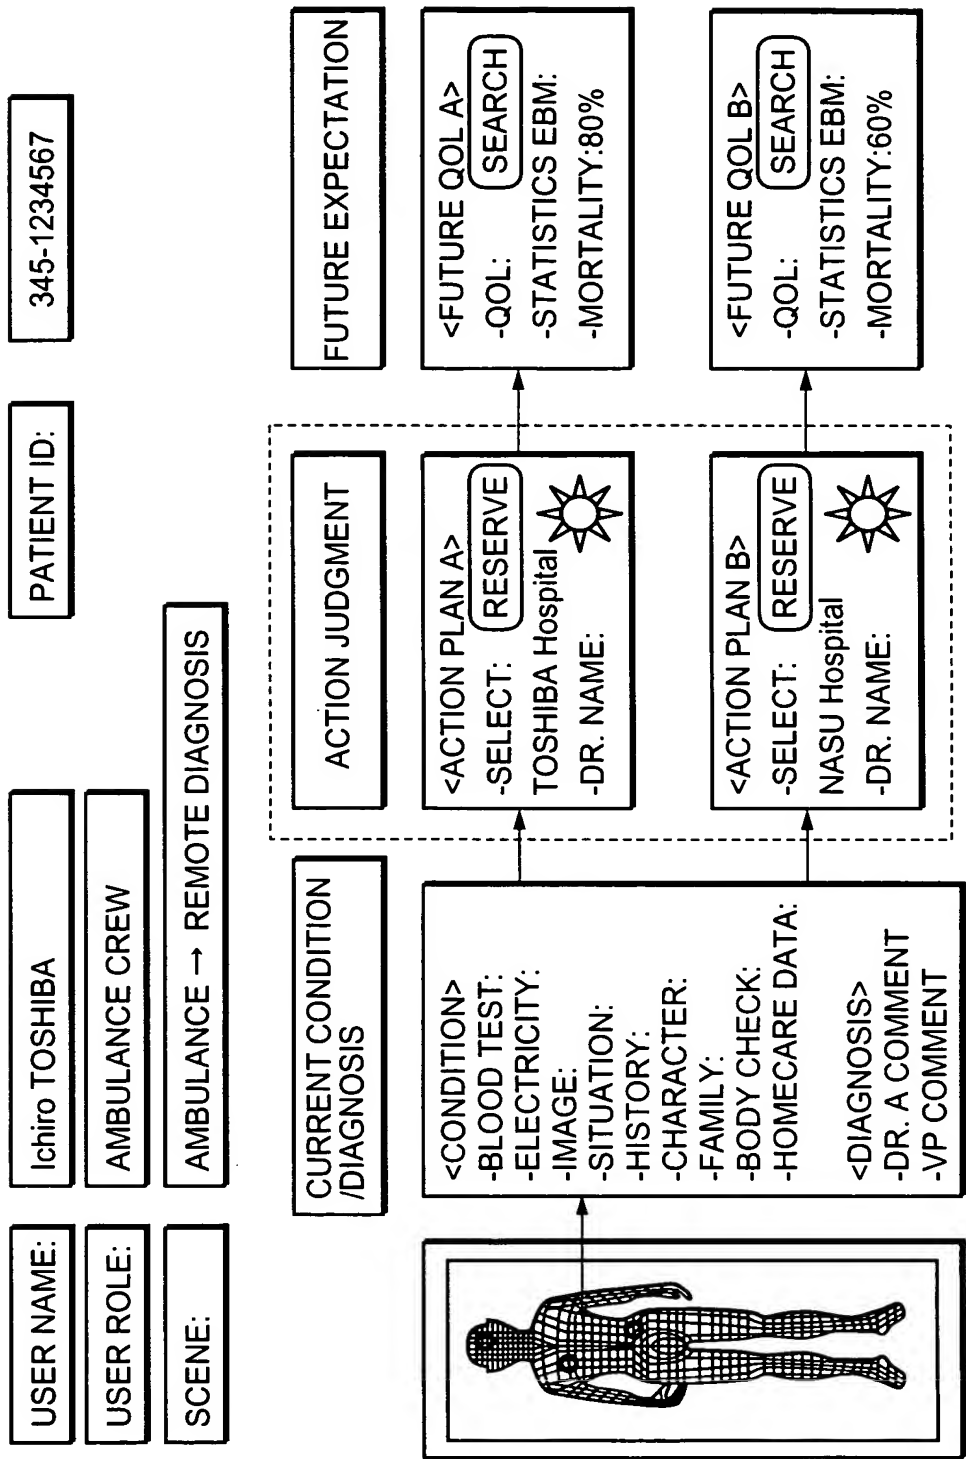 USER NAME:
Ichiro TOSHIBA
PATIENT ID:
345-1234567
USER ROLE:
AMBULANCE CREW
SCENE:
AMBULANCE → REMOTE DIAGNOSIS
CURRENT CONDITION
/DIAGNOSIS
<CONDITION>
-BLOOD TEST:
-ELECTRICITY:
-IMAGE:
-SITUATION:
-HISTORY:
-CHARACTER:
-FAMILY:
-BODY CHECK:
-HOMECARE DATA:
<DIAGNOSIS>
-DR. A COMMENT
-VP COMMENT
ACTION JUDGMENT
<ACTION PLAN A>
-SELECT: RESERVE
TOSHIBA Hospital
-DR. NAME:
<ACTION PLAN B>
-SELECT: RESERVE
NASU Hospital
-DR. NAME:
FUTURE EXPECTATION
<FUTURE QOL A>
-QOL: SEARCH
-STATISTICS EBM:
-MORTALITY:80%
<FUTURE QOL B>
-QOL: SEARCH
-STATISTICS EBM:
-MORTALITY:60%